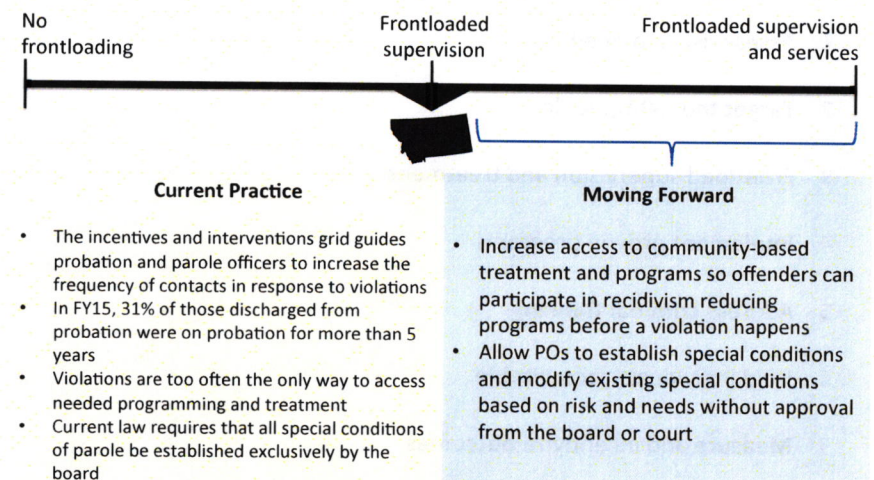 No
frontloading
Frontloaded
supervision
Frontloaded supervision
and services
Current Practice
• The incentives and interventions grid guides
probation and parole officers to increase the
frequency of contacts in response to violations
• In FY15, 31% of those discharged from
probation were on probation for more than 5
years
• Violations are too often the only way to access
needed programming and treatment
• Current law requires that all special conditions
of parole be established exclusively by the
board
Moving Forward
• Increase access to community-based
treatment and programs so offenders can
participate in recidivism reducing
programs before a violation happens
• Allow POs to establish special conditions
and modify existing special conditions
based on risk and needs without approval
from the board or court